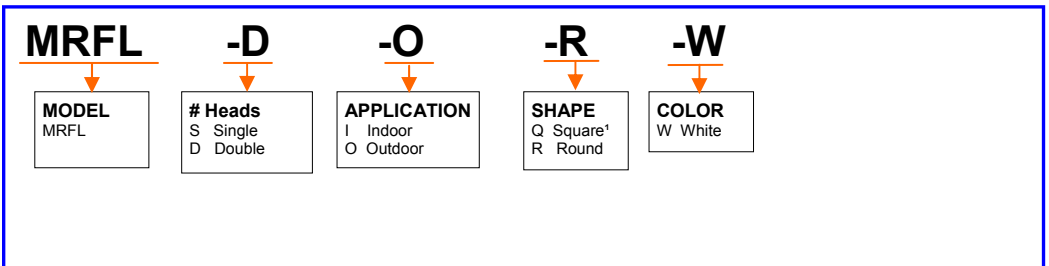 MRFL -D -O -R -W
MODEL
MRFL
# Heads
S Single
D Double
APPLICATION
I Indoor
O Outdoor
SHAPE
Q Square¹
R Round
COLOR
W White